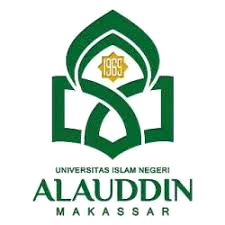 1965
UNIVERSITAS ISLAM NEGERI
ALAUDDIN
MAKASSAR